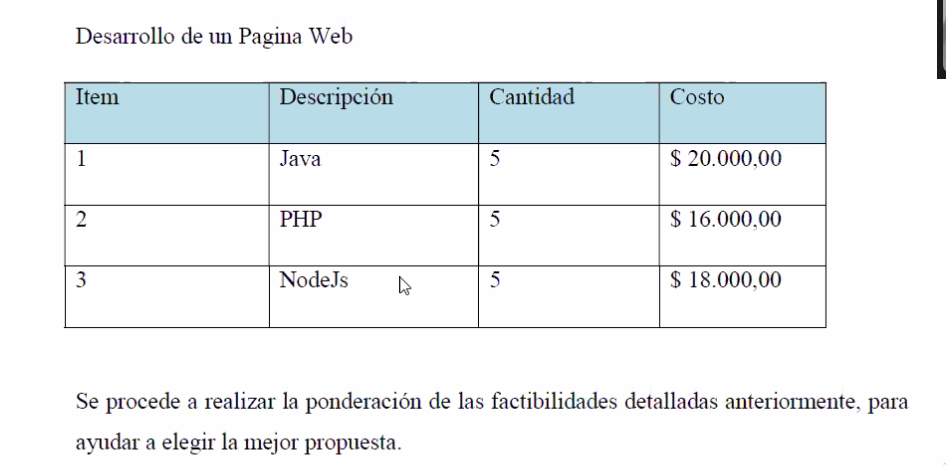 Desarrollo de un Pagina Web
Item Descripción Cantidad Costo
1 Java 5 $ 20.000,00
2 PHP 5 $ 16.000,00
3 NodeJs 5 $ 18.000,00
Se procede a realizar la ponderación de las factibilidades detalladas anteriormente, para
ayudar a elegir la mejor propuesta.